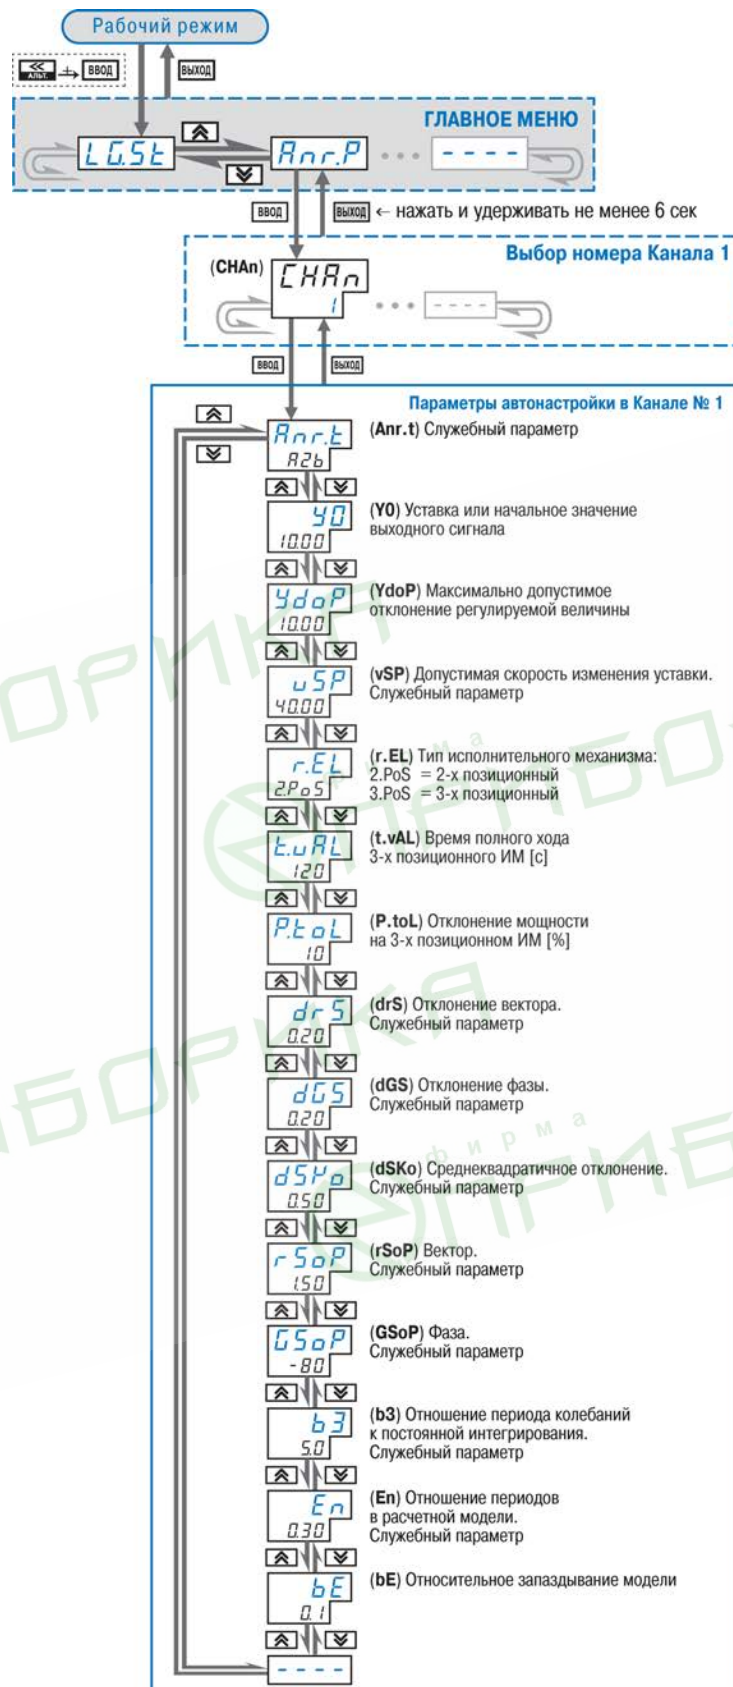 Рабочий режим
АЛЬТ.
ВВОД
ВЫХОД
ГЛАВНОЕ МЕНЮ
LG.St
Anr.P
- - - -
ВВОД
ВЫХОД
← нажать и удерживать не менее 6 сек
Выбор номера Канала 1
(CHAn)
CHAn
1
- - - -
ВВОД
ВЫХОД
Параметры автонастройки в Канале № 1
Anr.t
A2b
(Anr.t) Служебный параметр
Y0
10.00
(Y0) Уставка или начальное значение
выходного сигнала
YdoP
10.00
(YdoP) Максимально допустимое
отклонение регулируемой величины
vSP
40.00
(vSP) Допустимая скорость изменения уставки.
Служебный параметр
r.EL
2.PoS
(r.EL) Тип исполнительного механизма:
2.PoS = 2-х позиционный
3.PoS = 3-х позиционный
t.vAL
120
(t.vAL) Время полного хода
3-х позиционного ИМ [с]
P.toL
10
(P.toL) Отклонение мощности
на 3-х позиционном ИМ [%]
drS
0.20
(drS) Отклонение вектора.
Служебный параметр
dGS
0.20
(dGS) Отклонение фазы.
Служебный параметр
dSKo
0.50
(dSKo) Среднеквадратичное отклонение.
Служебный параметр
rSoP
1.50
(rSoP) Вектор.
Служебный параметр
GSoP
-80
(GSoP) Фаза.
Служебный параметр
b3
5.0
(b3) Отношение периода колебаний
к постоянной интегрирования.
Служебный параметр
En
0.30
(En) Отношение периодов
в расчетной модели.
Служебный параметр
bE
0.1
(bE) Относительное запаздывание модели
- - - -